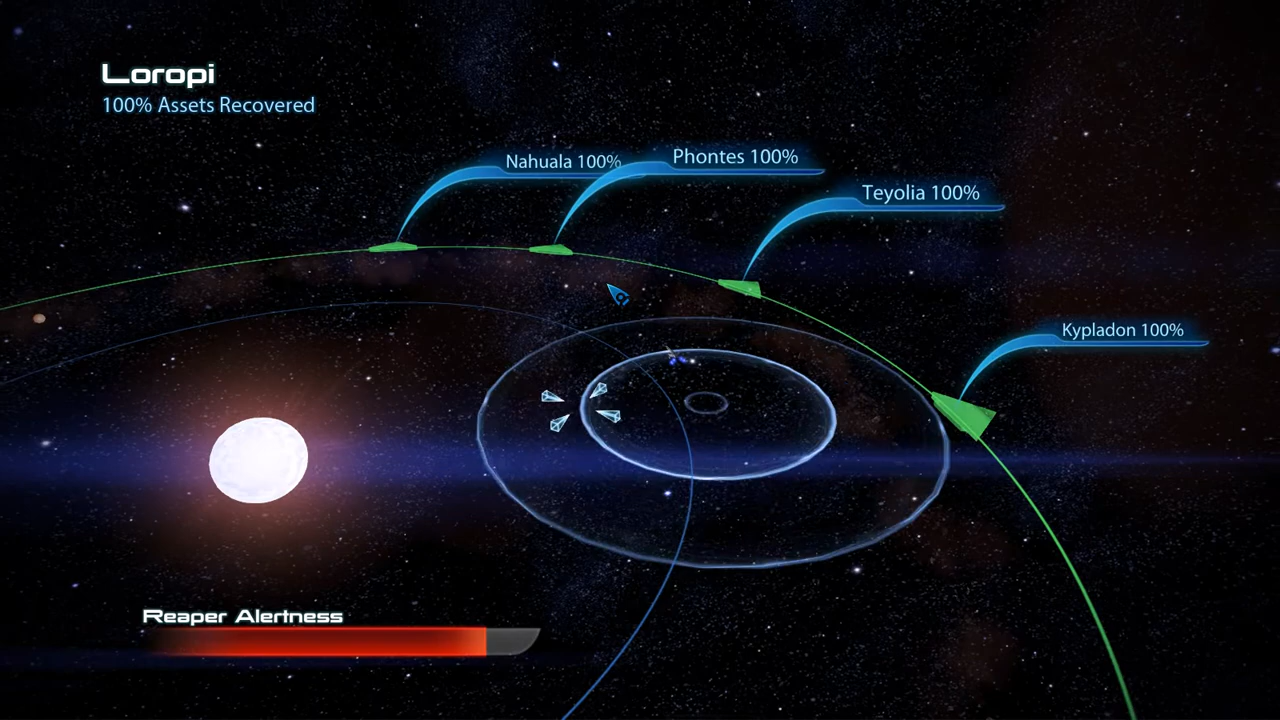 Loropi
100% Assets Recovered
Nahuala 100%
Phontes 100%
Teyolia 100%
Kypladon 100%
Reaper Alertness